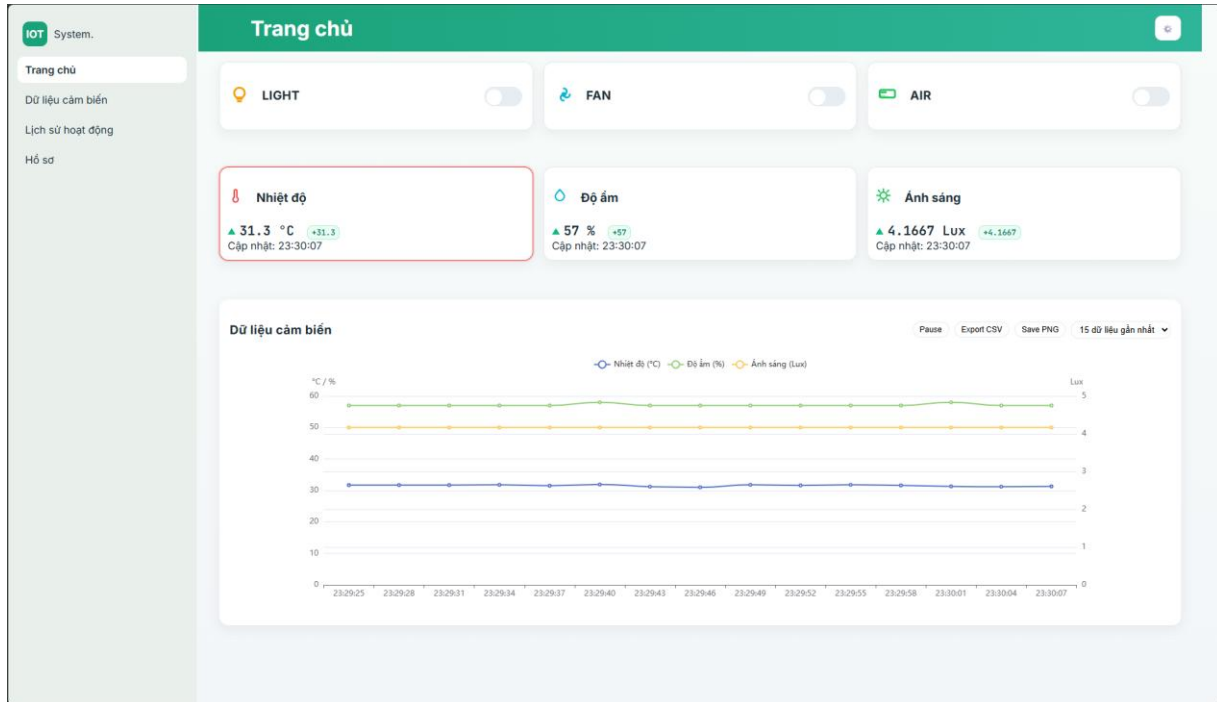 IOT System.
Trang chủ
Dữ liệu cảm biến
Lịch sử hoạt động
Hồ sơ
Trang chủ
LIGHT
FAN
AIR
Nhiệt độ
▲ 31.3 °C +31.3
Cập nhật: 23:30:07
Độ ẩm
▲ 57 % +57
Cập nhật: 23:30:07
Ánh sáng
▲ 4.1667 Lux +4.1667
Cập nhật: 23:30:07
Dữ liệu cảm biến
Pause Export CSV Save PNG 15 dữ liệu gần nhất
Nhiệt độ (°C) Độ ẩm (%) Ánh sáng (Lux)
°C / % Lux
60 5
50
4
40
3
30
2
20
1
10
0 0
23:29:25 23:29:28 23:29:31 23:29:34 23:29:37 23:29:40 23:29:43 23:29:46 23:29:49 23:29:52 23:29:55 23:29:58 23:30:01 23:30:04 23:30:07